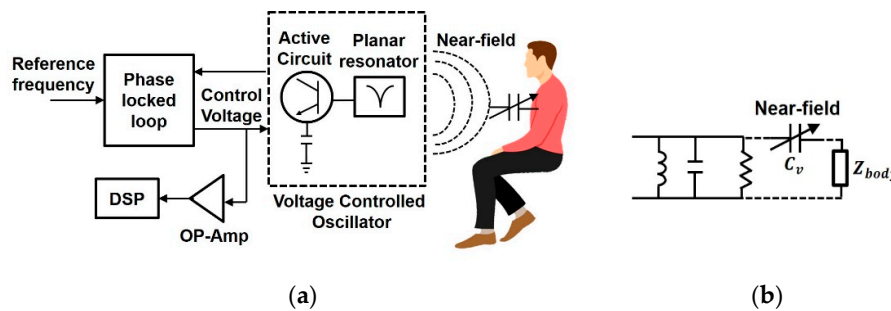 Reference
frequency
Phase
locked
loop
Control
Voltage
Active
Circuit
Planar
resonator
Near-field
DSP
OP-Amp
Voltage Controlled
Oscillator
(a)
Near-field
C_v
Z_body
(b)